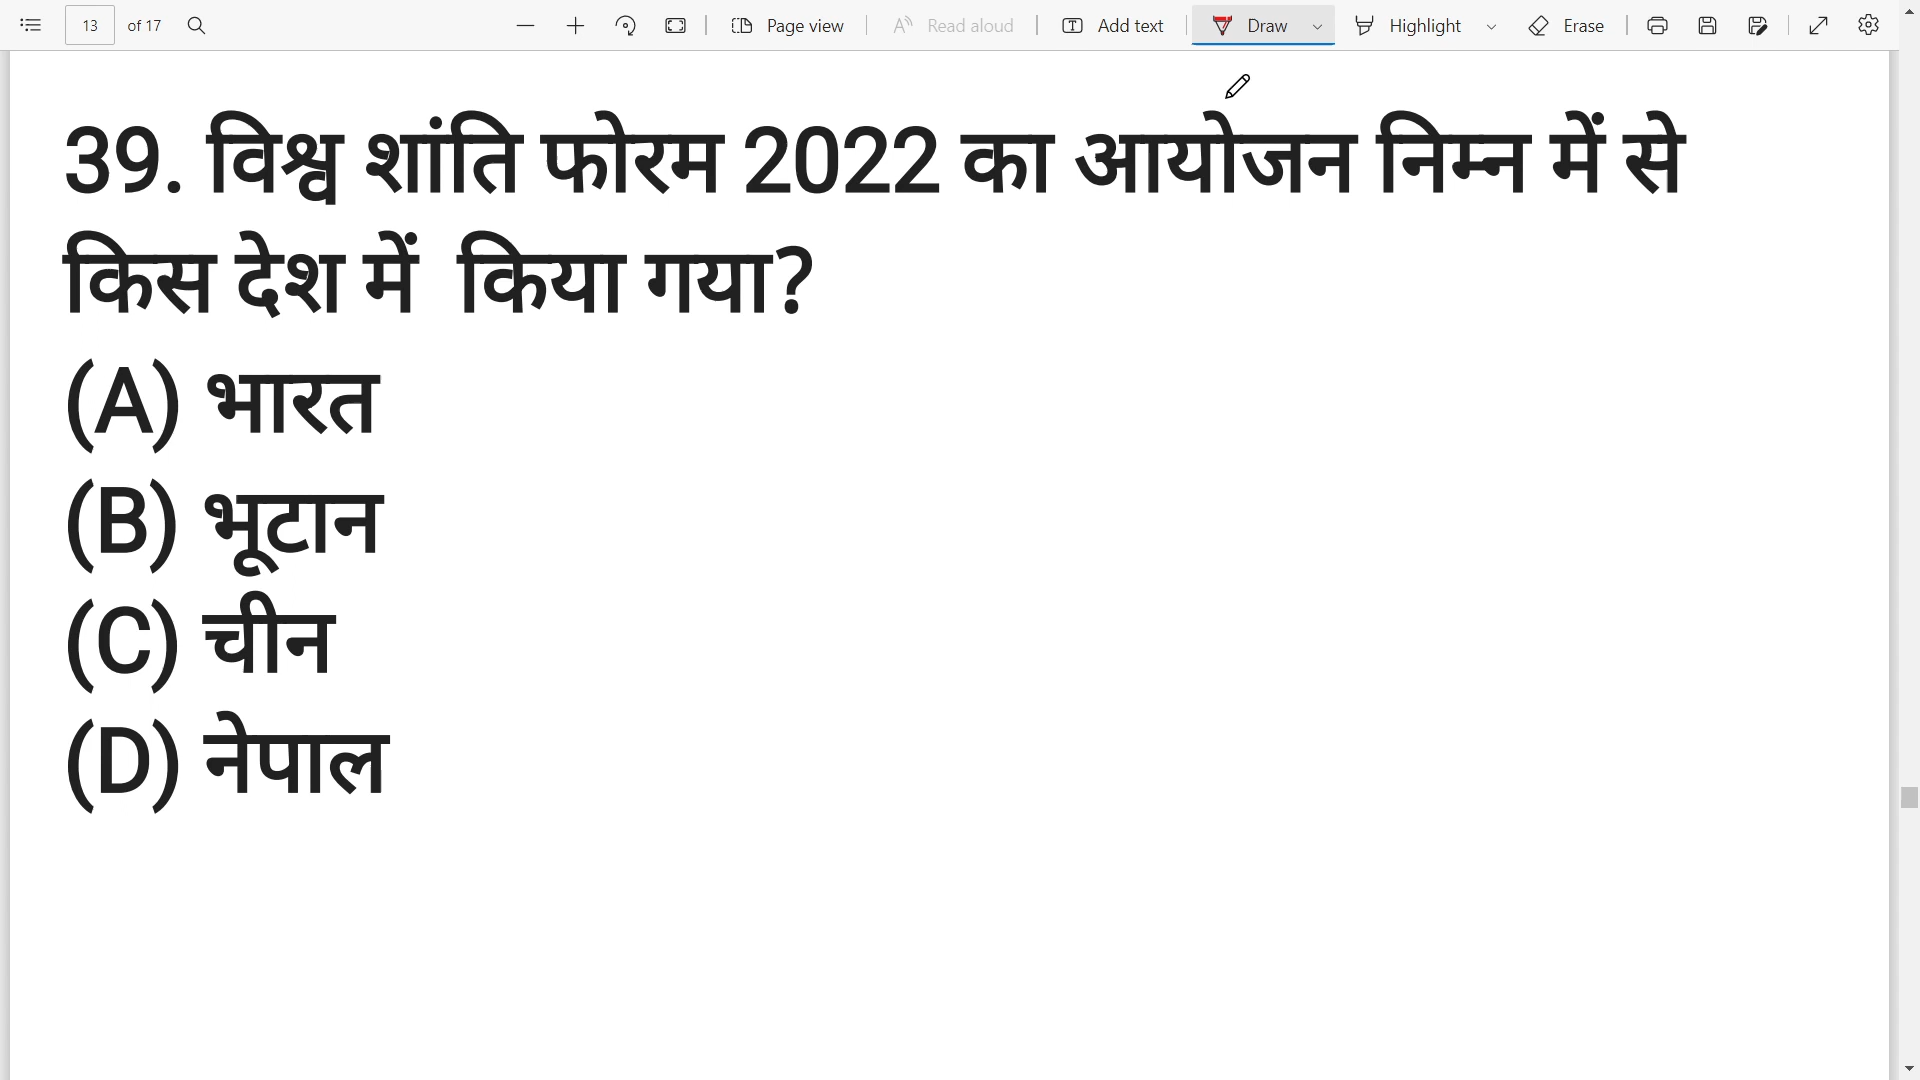 13 of 17 Page view Read aloud Add text Draw Highlight Erase
39. विश्व शांति फोरम 2022 का आयोजन निम्न में से
किस देश में किया गया?
(A) भारत
(B) भूटान
(C) चीन
(D) नेपाल